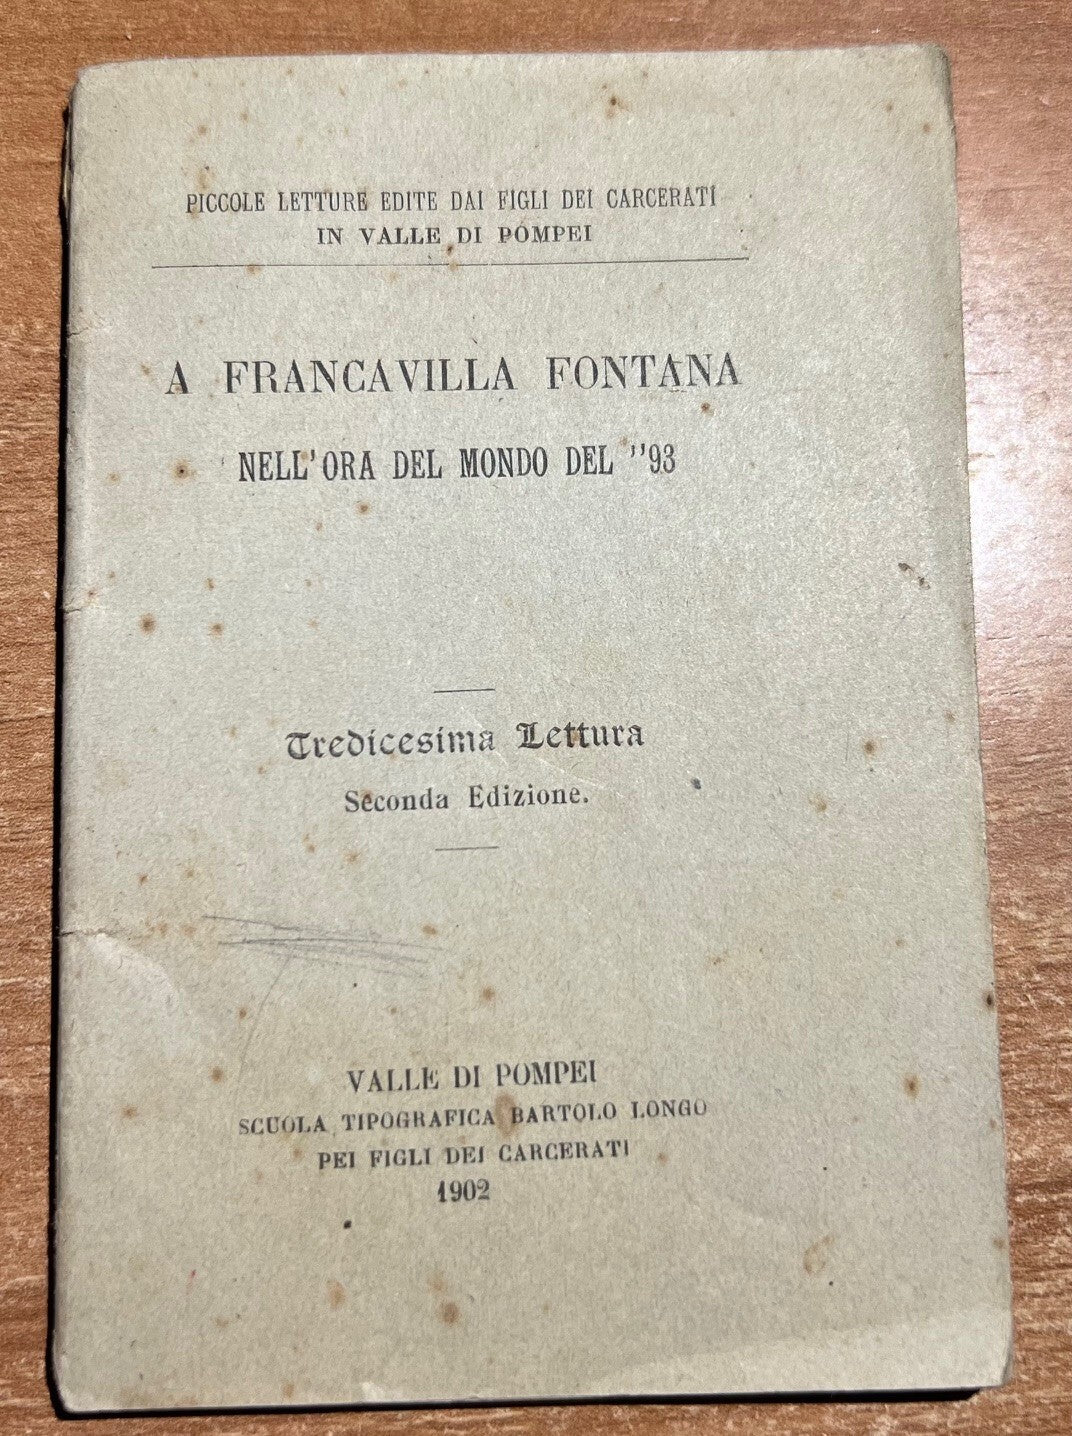 PICCOLE LETTURE EDITE DAI FIGLI DEI CARCERATI
IN VALLE DI POMPEI
A FRANCAVILLA FONTANA
NELL'ORA DEL MONDO DEL ''93
Tredicesima Lettura
Seconda Edizione.
VALLE DI POMPEI
SCUOLA TIPOGRAFICA BARTOLO LONGO
PEI FIGLI DEI CARCERATI
1902